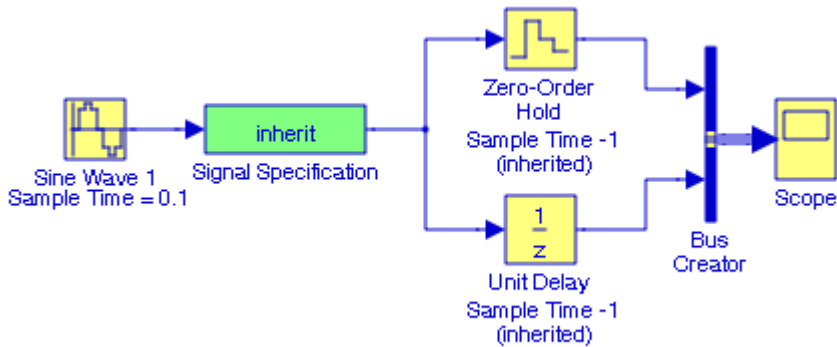 Sine Wave 1
Sample Time = 0.1
inherit
Signal Specification
Zero-Order
Hold
Sample Time -1
(inherited)
1
z
Unit Delay
Sample Time -1
(inherited)
Bus
Creator
Scope